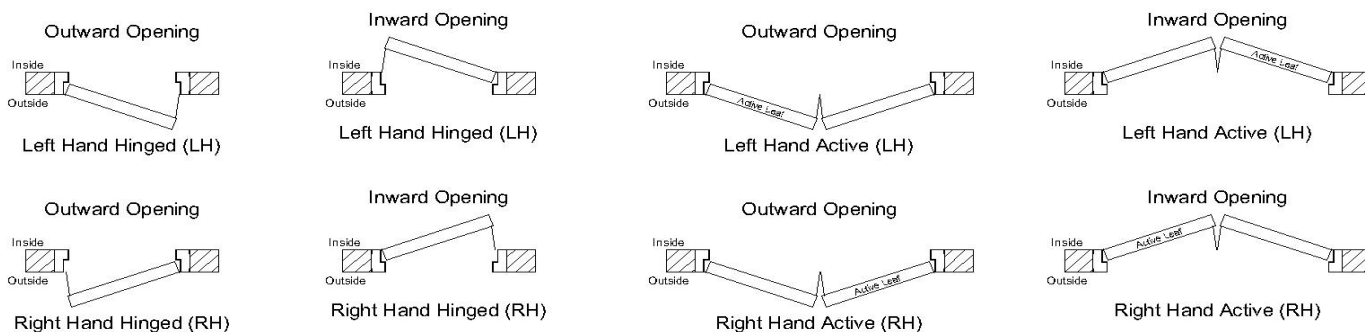 Outward Opening
Inside
Outside
Left Hand Hinged (LH)
Inward Opening
Inside
Outside
Left Hand Hinged (LH)
Outward Opening
Inside
Outside
Active Leaf
Left Hand Active (LH)
Inward Opening
Inside
Outside
Active Leaf
Left Hand Active (LH)
Outward Opening
Inside
Outside
Right Hand Hinged (RH)
Inward Opening
Inside
Outside
Right Hand Hinged (RH)
Outward Opening
Inside
Outside
Active Leaf
Right Hand Active (RH)
Inward Opening
Inside
Outside
Active Leaf
Right Hand Active (RH)